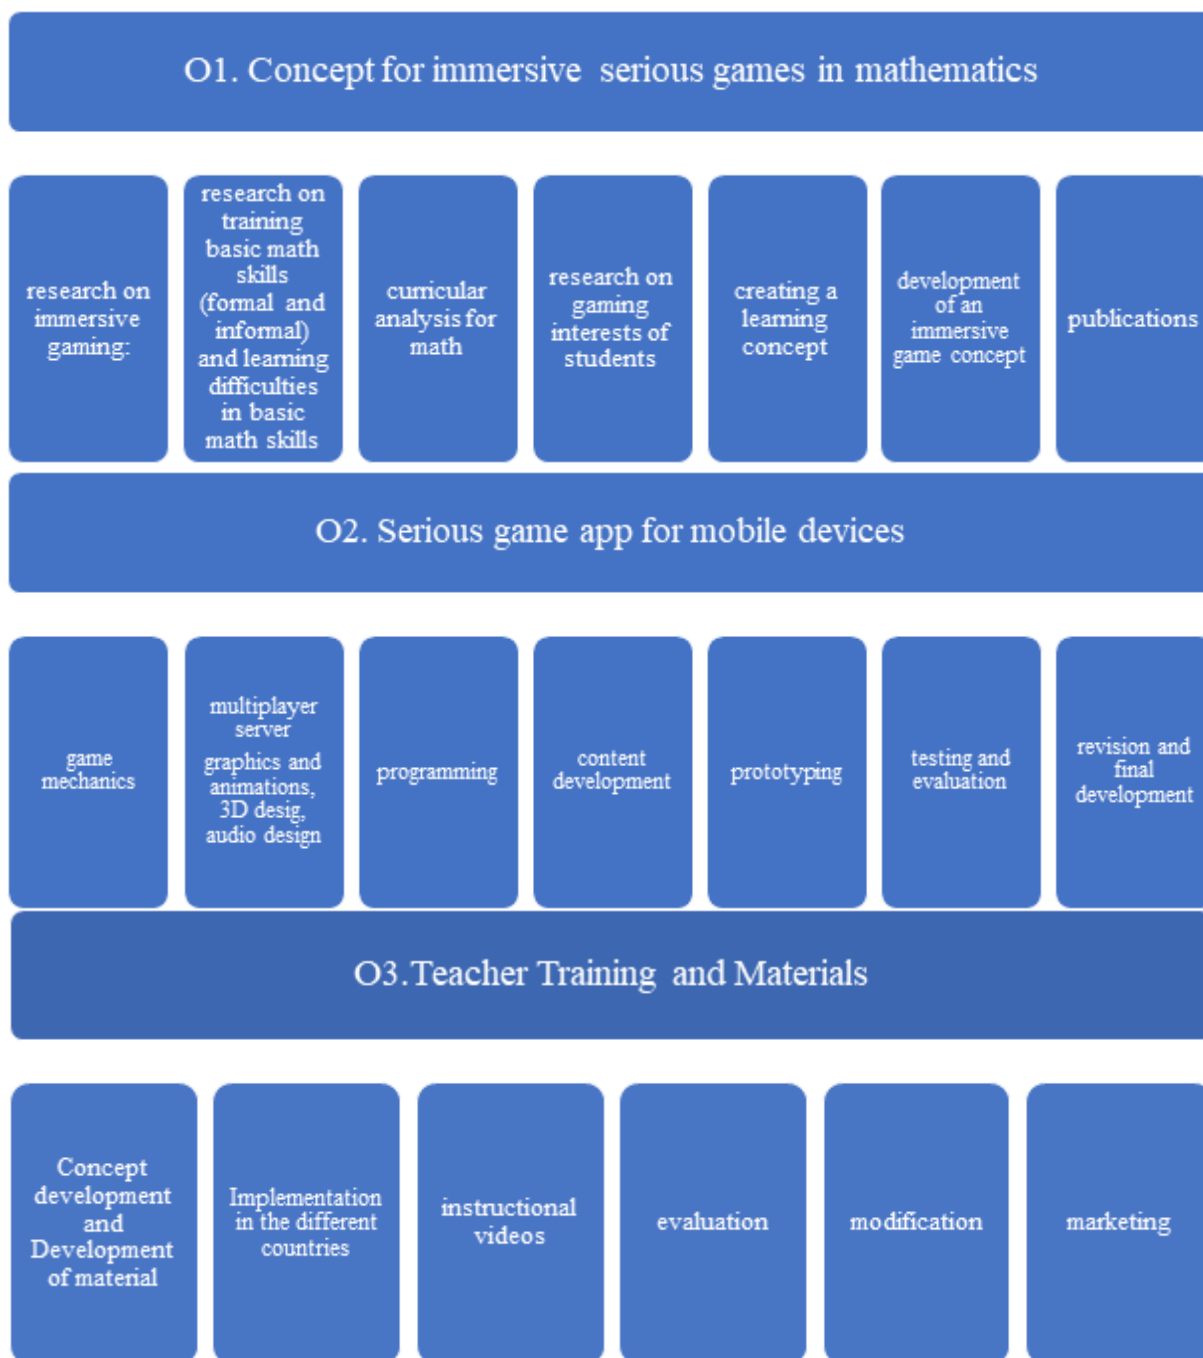 O1. Concept for immersive serious games in mathematics
research on
immersive
gaming:
research on
training
basic math
skills
(formal and
informal)
and learning
difficulties
in basic
math skills
curricular
analysis for
math
research on
gaming
interests of
students
creating a
learning
concept
development
of an
immersive
game concept
publications
O2. Serious game app for mobile devices
game
mechanics
multiplayer
server
graphics and
animations,
3D desig,
audio design
programming
content
development
prototyping
testing and
evaluation
revision and
final
development
O3.Teacher Training and Materials
Concept
development
and
Development
of material
Implementation
in the different
countries
instructional
videos
evaluation
modification
marketing